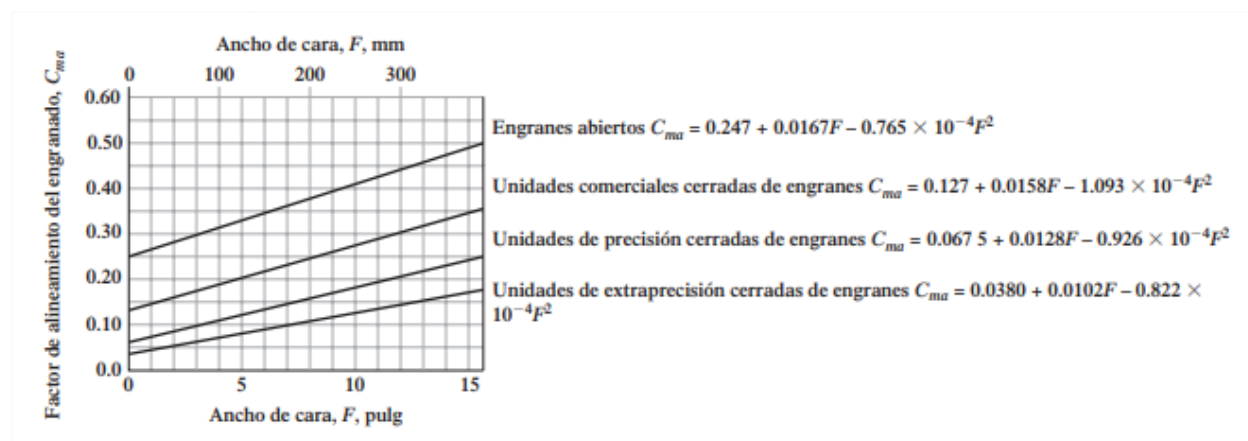 Ancho de cara, F, mm
0 100 200 300
Factor de alineamiento del engranado, Cma
0.60
0.50
0.40
0.30
0.20
0.10
0.0
Engranes abiertos Cma = 0.247 + 0.0167F – 0.765 × 10⁻⁴F²
Unidades comerciales cerradas de engranes Cma = 0.127 + 0.0158F – 1.093 × 10⁻⁴F²
Unidades de precisión cerradas de engranes Cma = 0.067 5 + 0.0128F – 0.926 × 10⁻⁴F²
Unidades de extraprecisión cerradas de engranes Cma = 0.0380 + 0.0102F – 0.822 ×
10⁻⁴F²
0 5 10 15
Ancho de cara, F, pulg